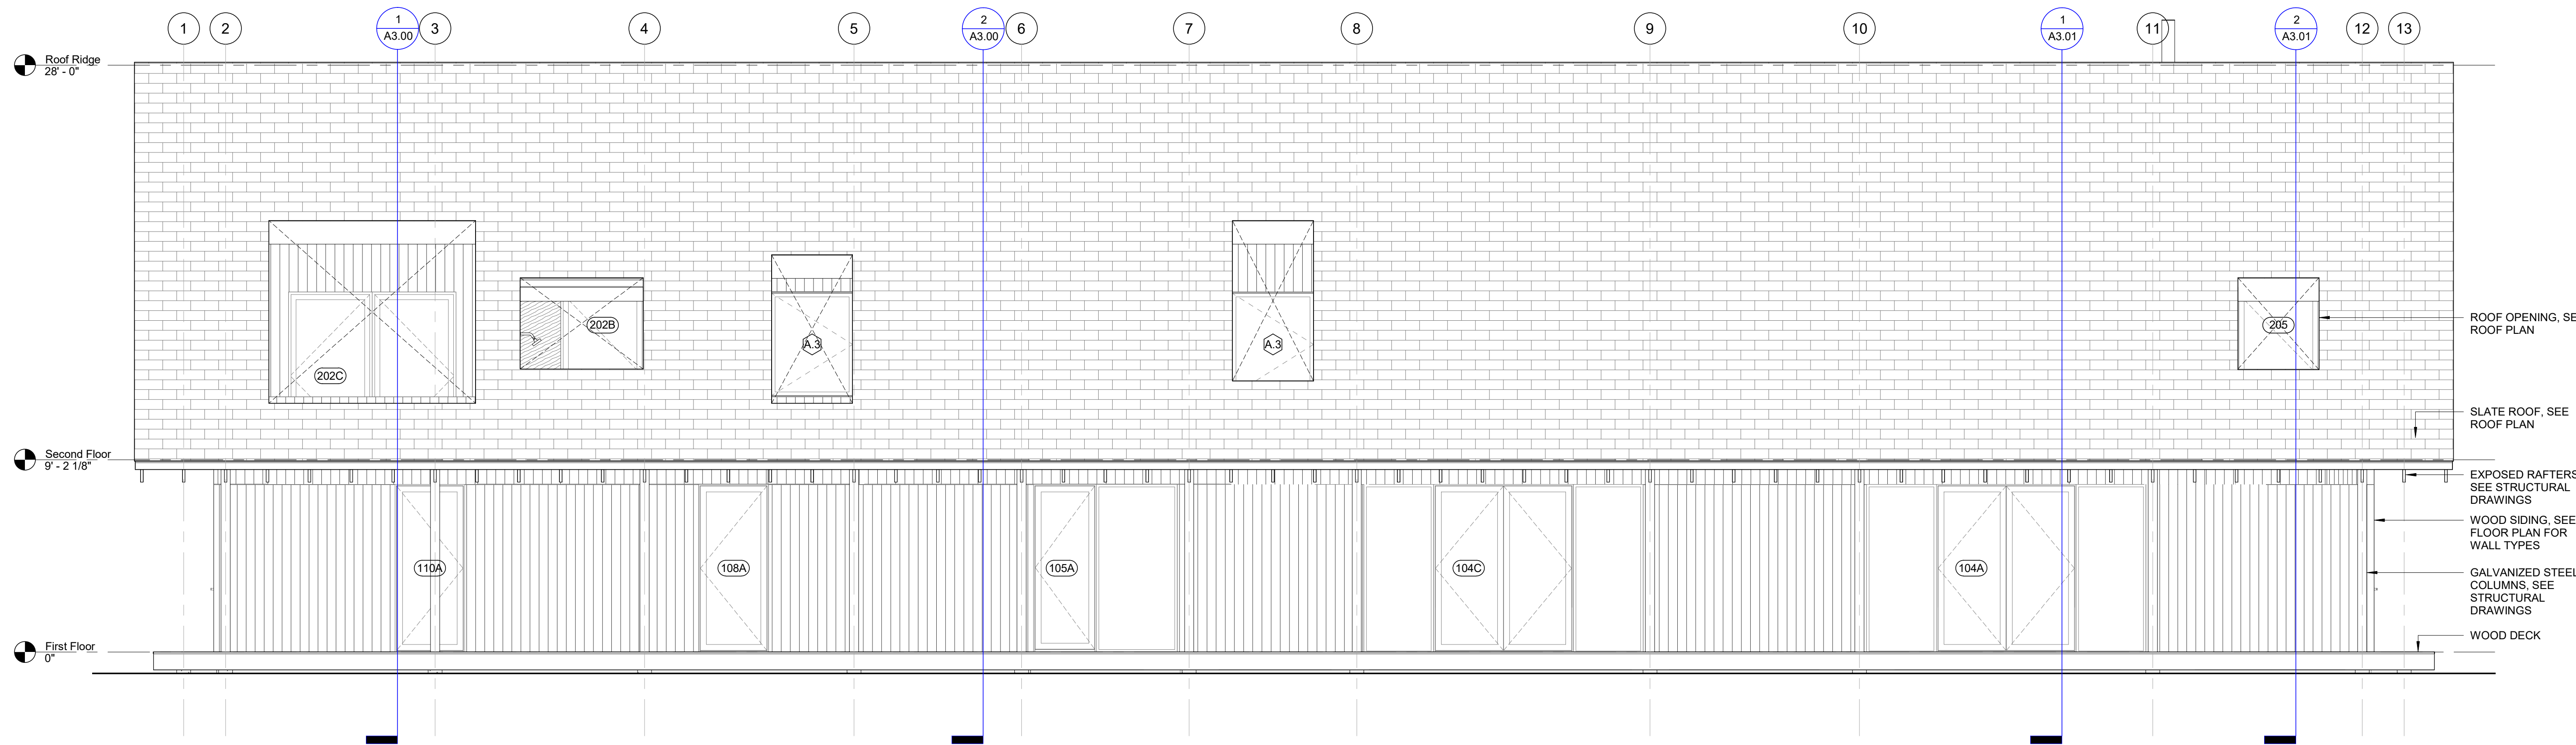 1
2
1
A3.00
3
4
5
2
A3.00
6
7
8
9
10
1
A3.01
11
2
A3.01
12
13
Roof Ridge
28' - 0"
202C
202B
A.3
A.3
205
ROOF OPENING, SE
ROOF PLAN
SLATE ROOF, SEE
ROOF PLAN
Second Floor
9' - 2 1/8"
EXPOSED RAFTERS
SEE STRUCTURAL
DRAWINGS
WOOD SIDING, SEE
FLOOR PLAN FOR
WALL TYPES
110A
108A
105A
104C
104A
GALVANIZED STEEL
COLUMNS, SEE
STRUCTURAL
DRAWINGS
WOOD DECK
First Floor
0"